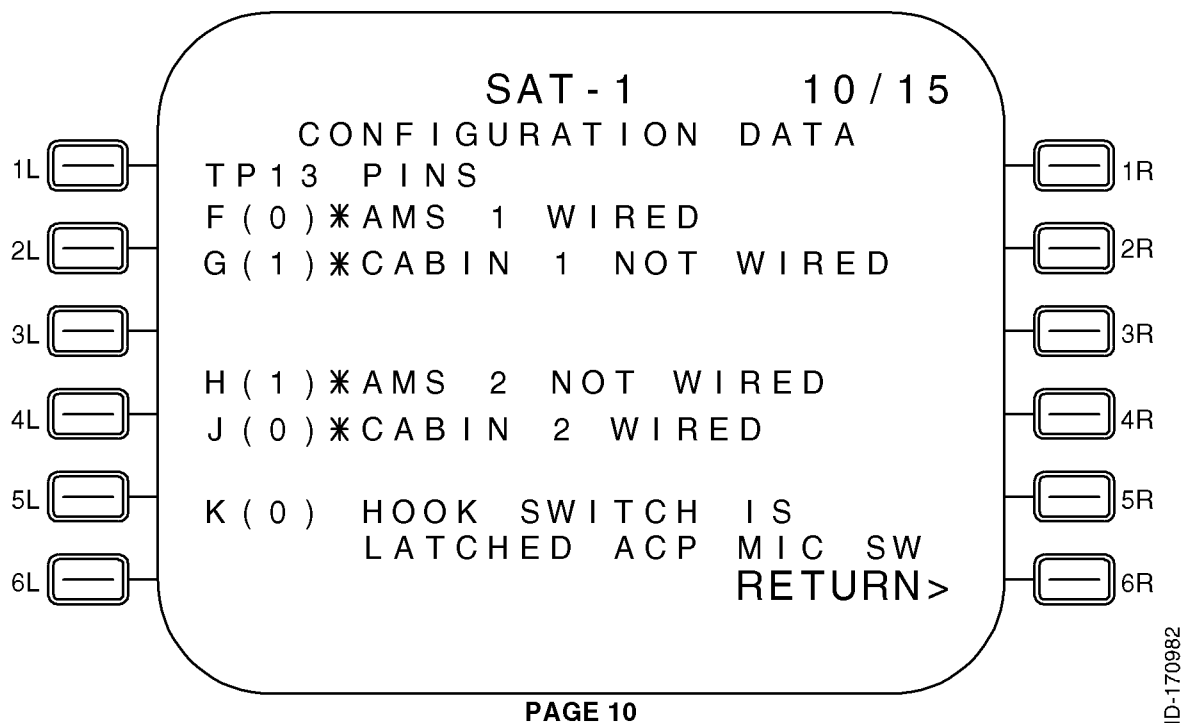 SAT-1 10/15
CONFIGURATION DATA
1L 1R
TP13 PINS
F(0)*AMS 1 WIRED
2L 2R
G(1)*CABIN 1 NOT WIRED
3L 3R
H(1)*AMS 2 NOT WIRED
4L 4R
J(0)*CABIN 2 WIRED
5L 5R
K(0) HOOK SWITCH IS
LATCHED ACP MIC SW
6L RETURN> 6R
PAGE 10
ID-170982